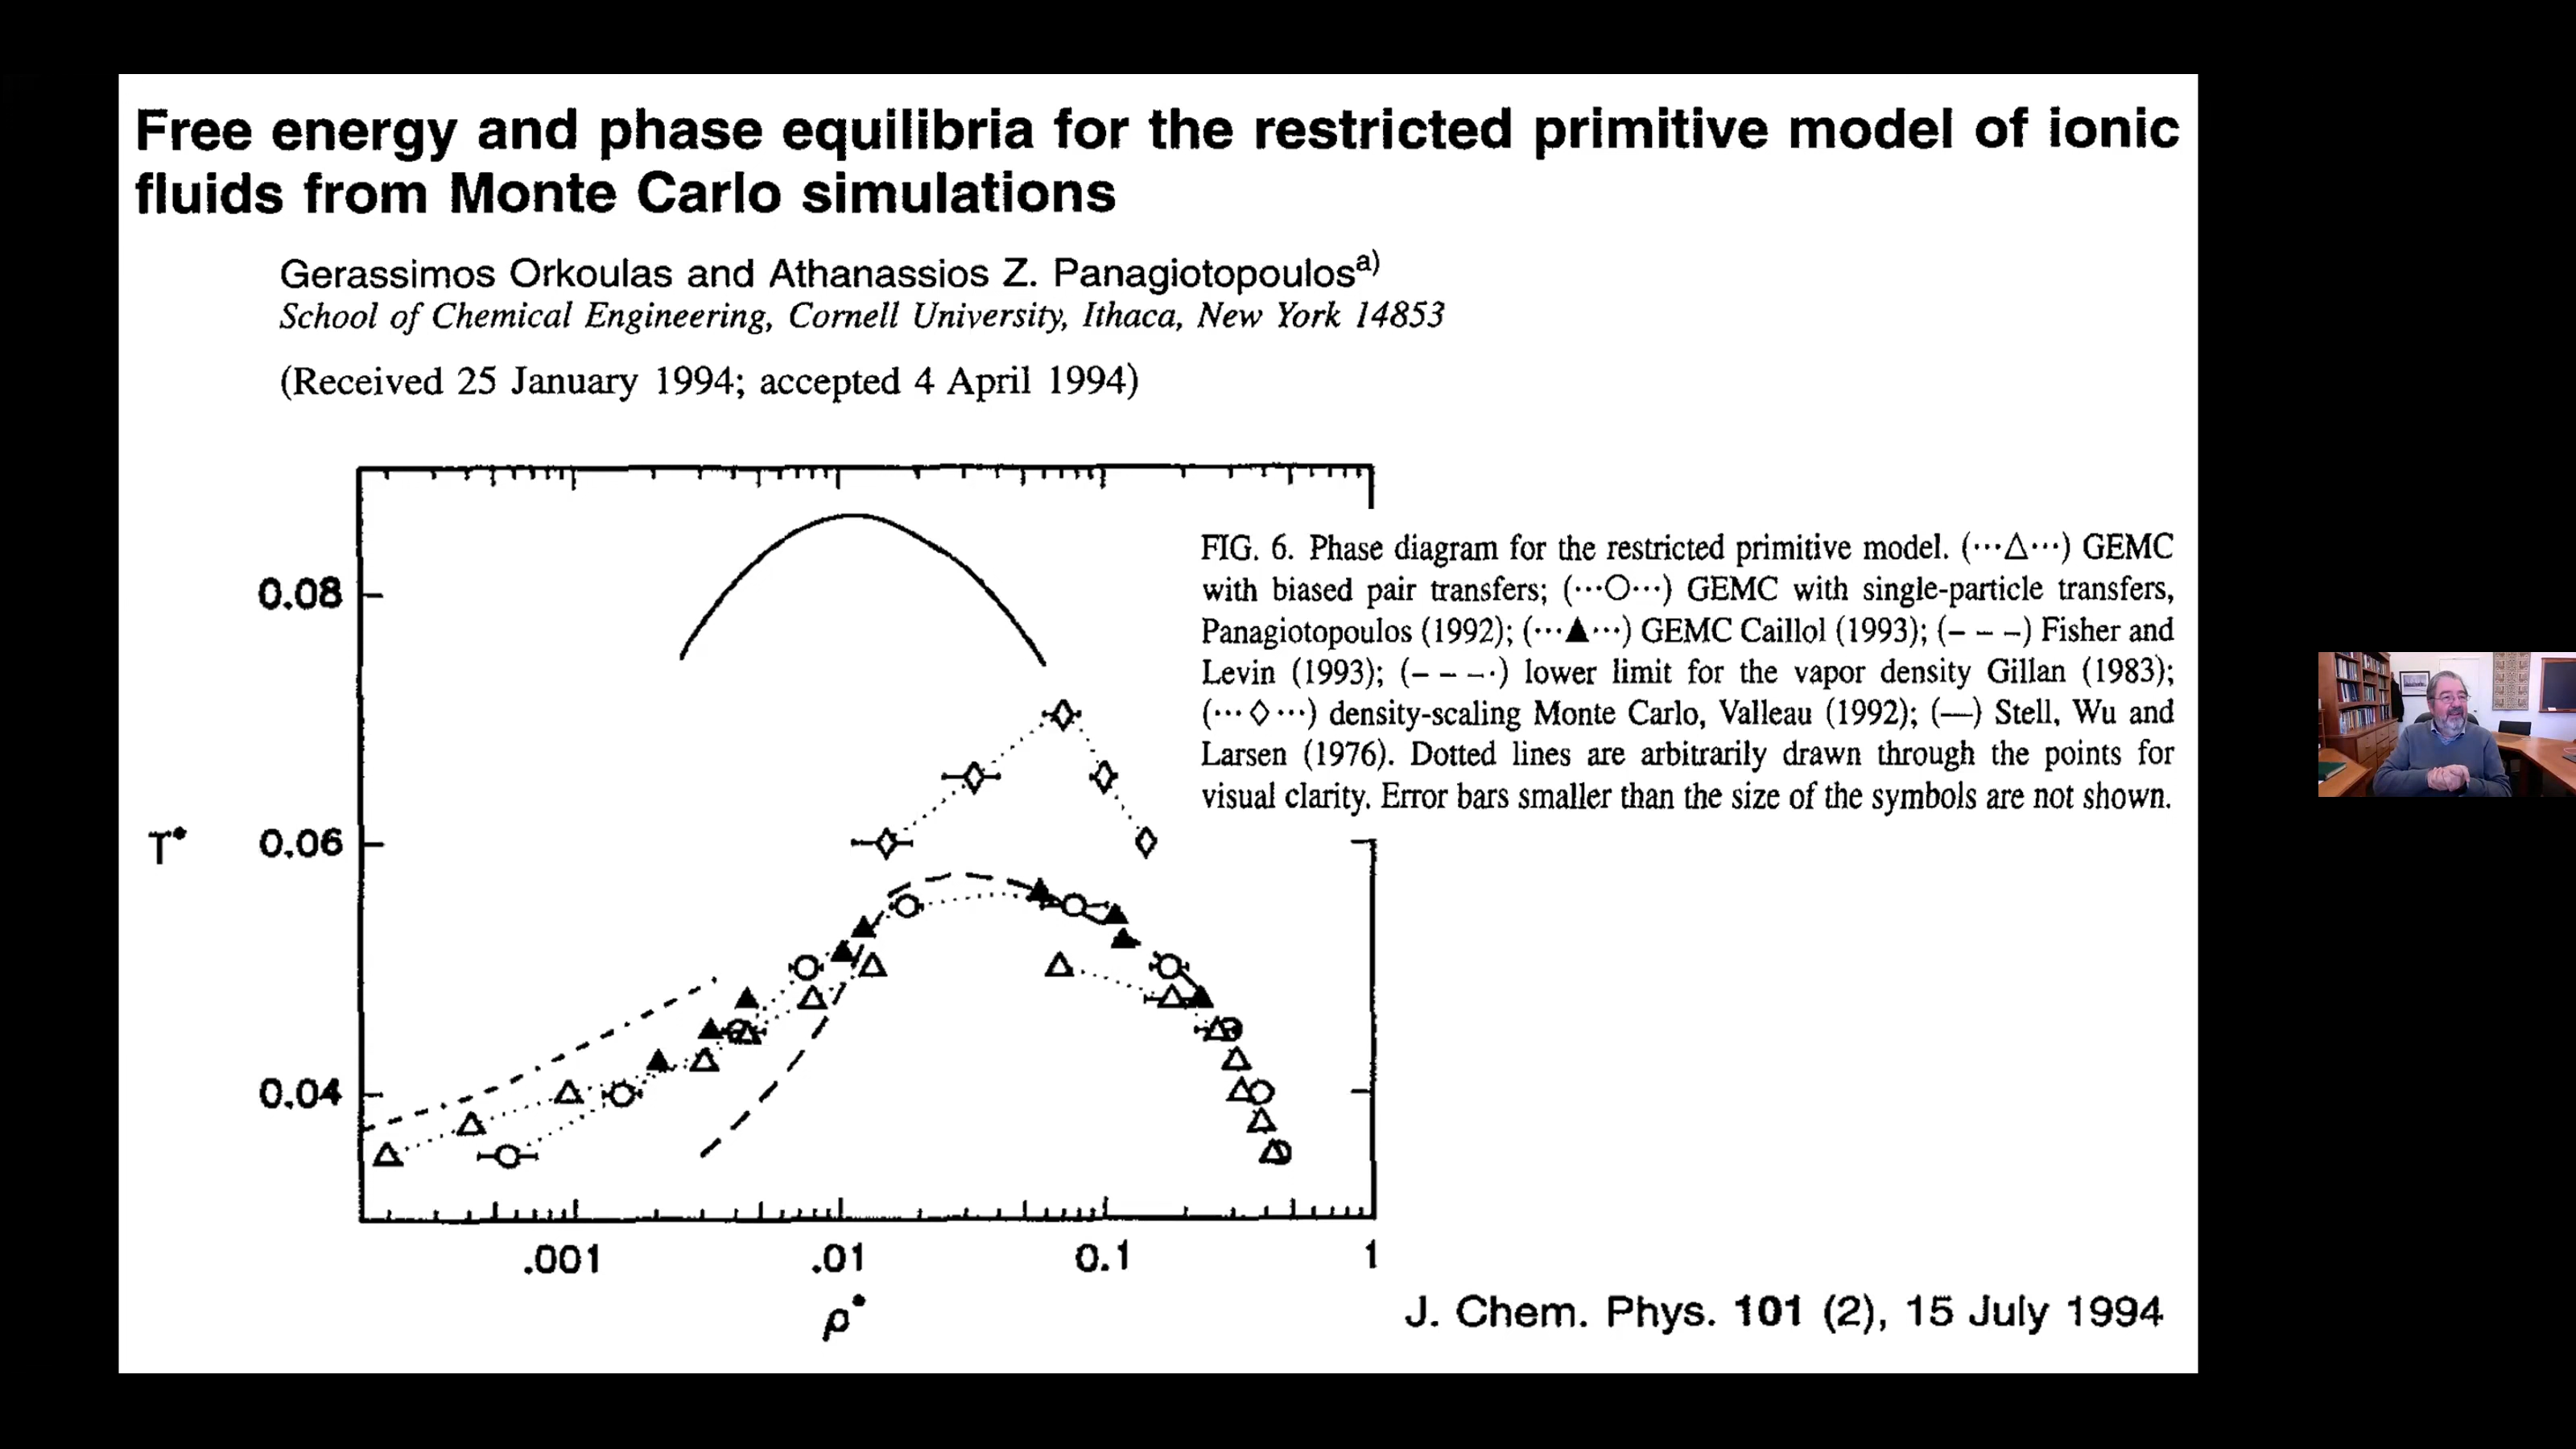 Free energy and phase equilibria for the restricted primitive model of ionic
fluids from Monte Carlo simulations
Gerassimos Orkoulas and Athanassios Z. Panagiotopoulosa)
School of Chemical Engineering, Cornell University, Ithaca, New York 14853
(Received 25 January 1994; accepted 4 April 1994)
FIG. 6. Phase diagram for the restricted primitive model. (···△···) GEMC
with biased pair transfers; (···○···) GEMC with single-particle transfers,
Panagiotopoulos (1992); (···▲···) GEMC Caillol (1993); (– – –) Fisher and
Levin (1993); (– – –·) lower limit for the vapor density Gillan (1983);
(··· ◇ ···) density-scaling Monte Carlo, Valleau (1992); (—) Stell, Wu and
Larsen (1976). Dotted lines are arbitrarily drawn through the points for
visual clarity. Error bars smaller than the size of the symbols are not shown.
0.08
T* 0.06
0.04
.001 .01 0.1 1
ρ*
J. Chem. Phys. 101 (2), 15 July 1994